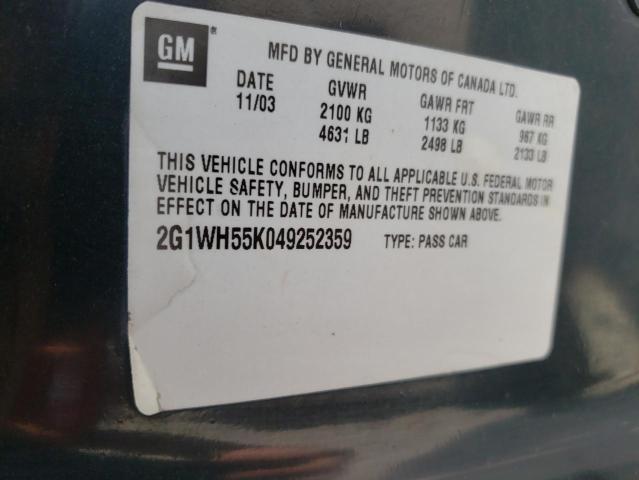 GM®
MFD BY GENERAL MOTORS OF CANADA LTD.
DATE GVWR GAWR FRT GAWR RR
11/03 2100 KG 1133 KG 967 KG
4631 LB 2498 LB 2133 LB
THIS VEHICLE CONFORMS TO ALL APPLICABLE U.S. FEDERAL MOTOR
VEHICLE SAFETY, BUMPER, AND THEFT PREVENTION STANDARDS IN
EFFECT ON THE DATE OF MANUFACTURE SHOWN ABOVE.
2G1WH55K049252359 TYPE: PASS CAR